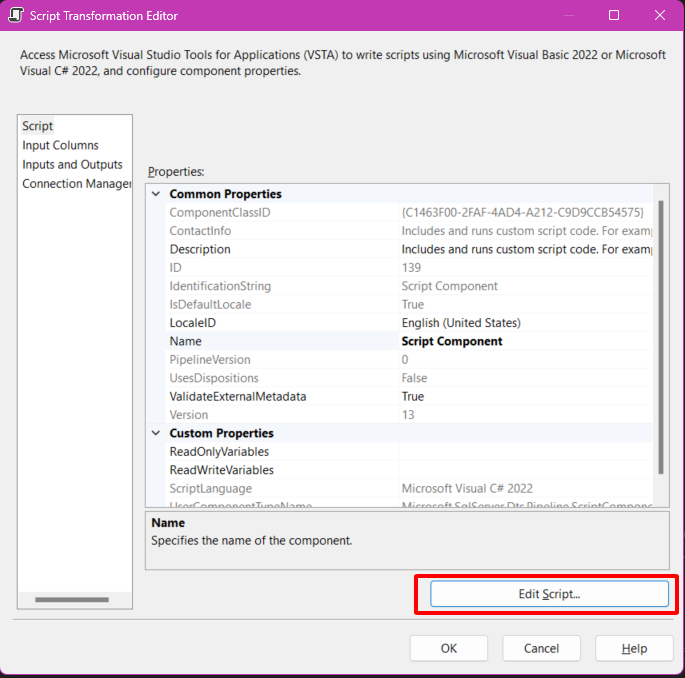 Script Transformation Editor
Access Microsoft Visual Studio Tools for Applications (VSTA) to write scripts using Microsoft Visual Basic 2022 or Microsoft
Visual C# 2022, and configure component properties.
Script
Input Columns
Inputs and Outputs
Connection Manager
Properties:
Common Properties
ComponentClassID {C1463F00-2FAF-4AD4-A212-C9D9CCB54575}
ContactInfo Includes and runs custom script code. For examp
Description Includes and runs custom script code. For examp
ID 139
IdentificationString Script Component
IsDefaultLocale True
LocaleID English (United States)
Name Script Component
PipelineVersion 0
UsesDispositions False
ValidateExternalMetadata True
Version 13
Custom Properties
ReadOnlyVariables
ReadWriteVariables
ScriptLanguage Microsoft Visual C# 2022
UserComponentTypeName Microsoft.SqlServer.Dts.Pipeline.ScriptCompone
Name
Specifies the name of the component.
Edit Script...
OK Cancel Help